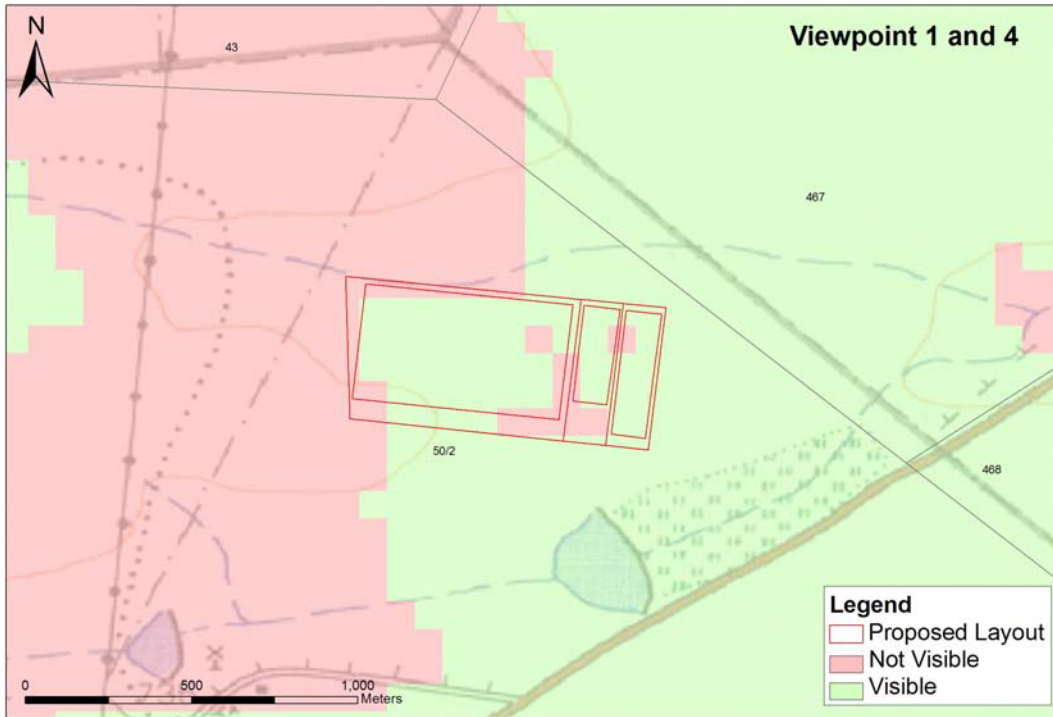 N
Viewpoint 1 and 4
43
467
50/2
468
Legend
Proposed Layout
Not Visible
Visible
0 500 1,000
Meters